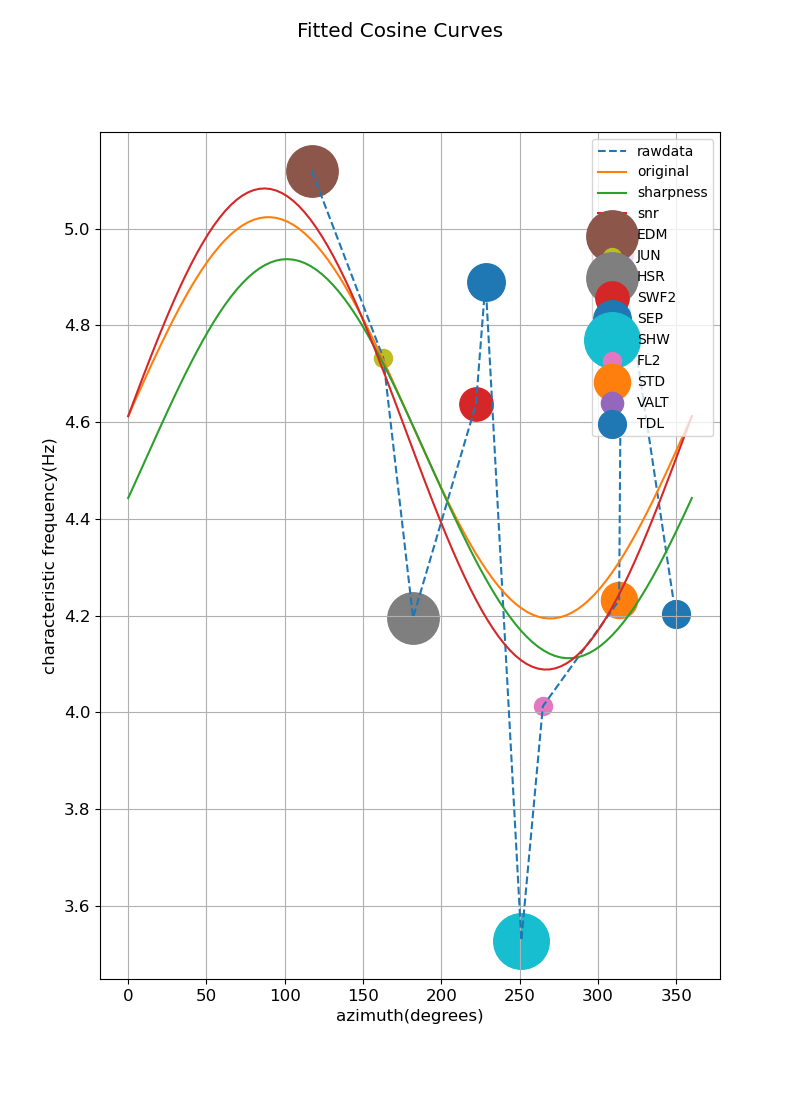 Fitted Cosine Curves
characteristic frequency(Hz)
5.0
4.8
4.6
4.4
4.2
4.0
3.8
3.6
0 50 100 150 200 250 300 350
azimuth(degrees)
rawdata
original
sharpness
snr
EDM
JUN
HSR
SWF2
SEP
SHW
FL2
STD
VALT
TDL